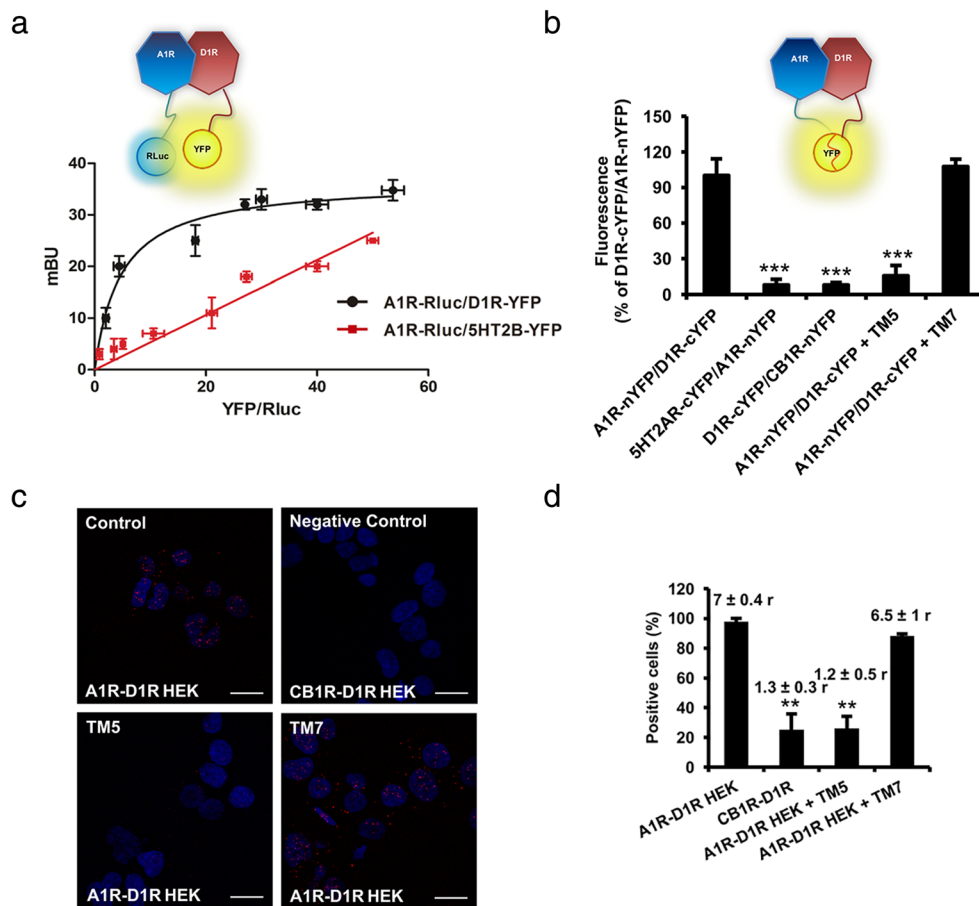 a
A1R
D1R
RLuc
YFP
40
30
20
10
0
mBU
0
20
40
60
YFP/Rluc
A1R-Rluc/D1R-YFP
A1R-Rluc/5HT2B-YFP
b
A1R
D1R
YFP
Fluorescence
(% of D1R-cYFP/A1R-nYFP)
150
120
90
60
30
0
***
***
***
A1R-nYFP/D1R-cYFP
5HT2AR-cYFP/A1R-nYFP
D1R-cYFP/CB1R-nYFP
A1R-nYFP/D1R-cYFP + TM5
A1R-nYFP/D1R-cYFP + TM7
c
Control
A1R-D1R HEK
Negative Control
CB1R-D1R HEK
TM5
A1R-D1R HEK
TM7
A1R-D1R HEK
d
Positive cells (%)
120
100
80
60
40
20
0
7 ± 0.4 r
1.3 ± 0.3 r
**
1.2 ± 0.5 r
**
6.5 ± 1 r
A1R-D1R HEK
CB1R-D1R
A1R-D1R HEK + TM5
A1R-D1R HEK + TM7